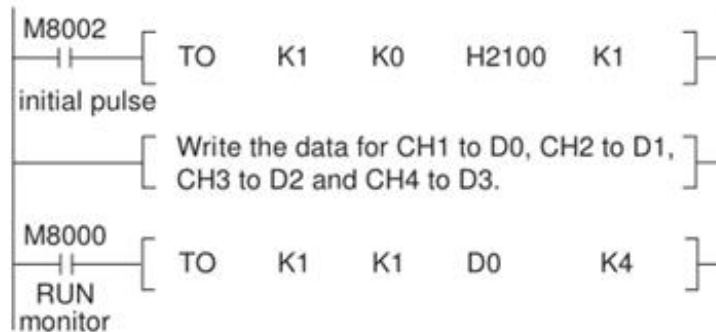 M8002
TO K1 K0 H2100 K1
initial pulse
Write the data for CH1 to D0, CH2 to D1,
CH3 to D2 and CH4 to D3.
M8000
TO K1 K1 D0 K4
RUN
monitor